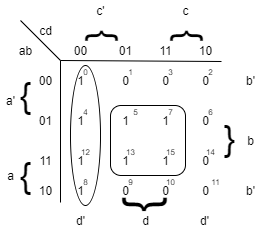 c' c
cd
ab 00 01 11 10
00 1 0 0 1 0 3 0 2 b'
a'
01 1 4 1 5 1 7 0 6
b
11 1 12 1 13 1 15 0 14
a
10 1 8 0 9 0 10 0 11 b'
d' d d'